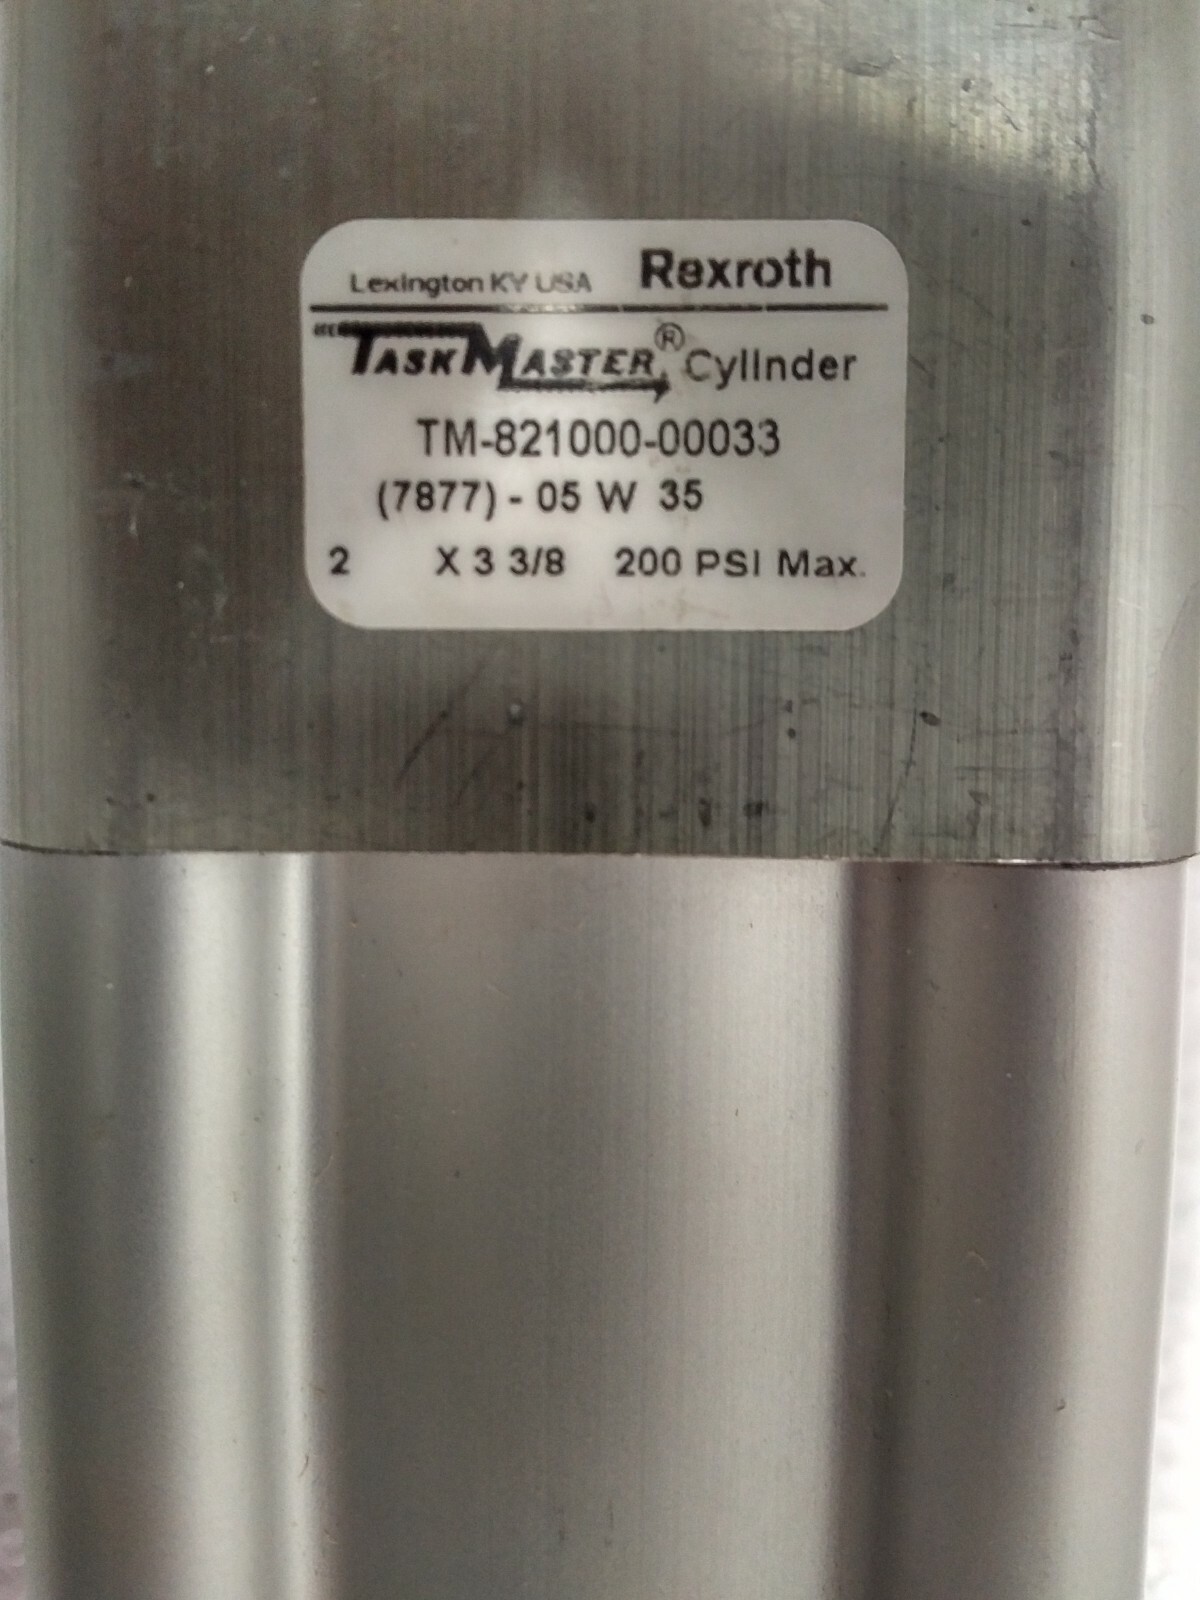 Lexington KY USA Rexroth
TASKMASTER® Cylinder
TM-821000-00033
(7877) - 05 W 35
2 X 3 3/8 200 PSI Max.